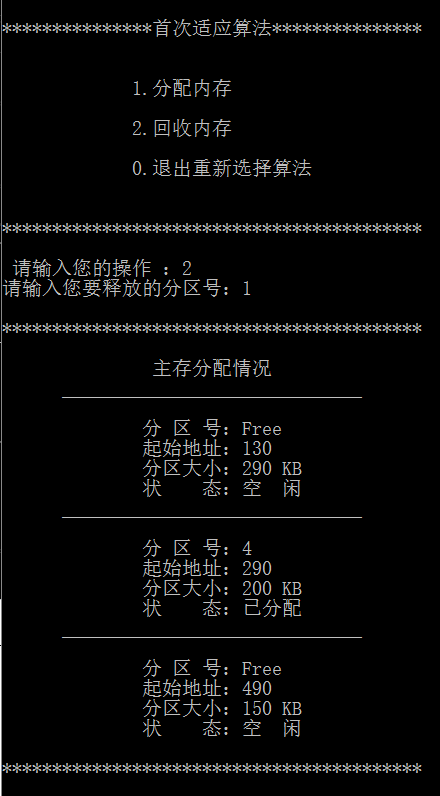 ***************首次适应算法***************
1.分配内存
2.回收内存
0.退出重新选择算法
******************************************
请输入您的操作 ：2
请输入您要释放的分区号：1
******************************************
主存分配情况
分 区 号：Free
起始地址：130
分区大小：290 KB
状　　态：空　闲
分 区 号：4
起始地址：290
分区大小：200 KB
状　　态：已分配
分 区 号：Free
起始地址：490
分区大小：150 KB
状　　态：空　闲
******************************************